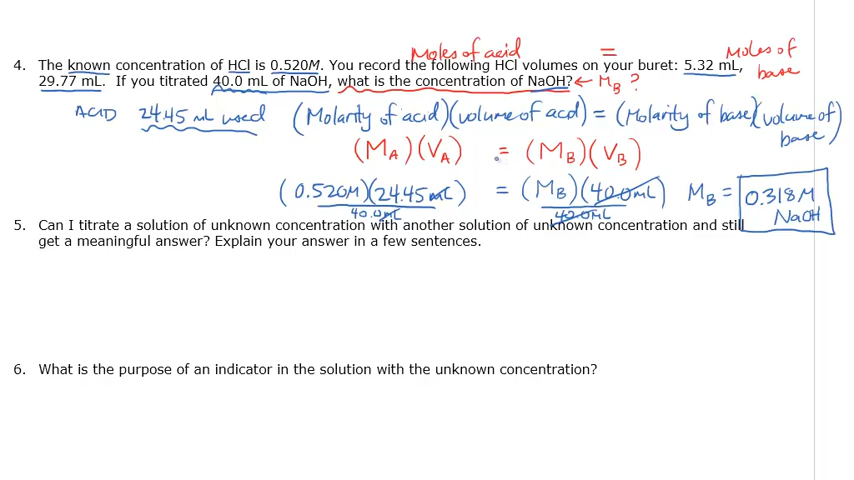 Moles of acid = Moles of base
4. The known concentration of HCl is 0.520M. You record the following HCl volumes on your buret: 5.32 mL,
29.77 mL. If you titrated 40.0 mL of NaOH, what is the concentration of NaOH? ← MB ?
ACID 24.45 mL used (Molarity of acid)(volume of acid) = (Molarity of base)(volume of base)
(MA)(VA) = (MB)(VB)
(0.520M)(24.45mL) = (MB)(40.0mL) MB = 0.318M NaOH
40.0mL 40.0mL
5. Can I titrate a solution of unknown concentration with another solution of unknown concentration and still
get a meaningful answer? Explain your answer in a few sentences.
6. What is the purpose of an indicator in the solution with the unknown concentration?